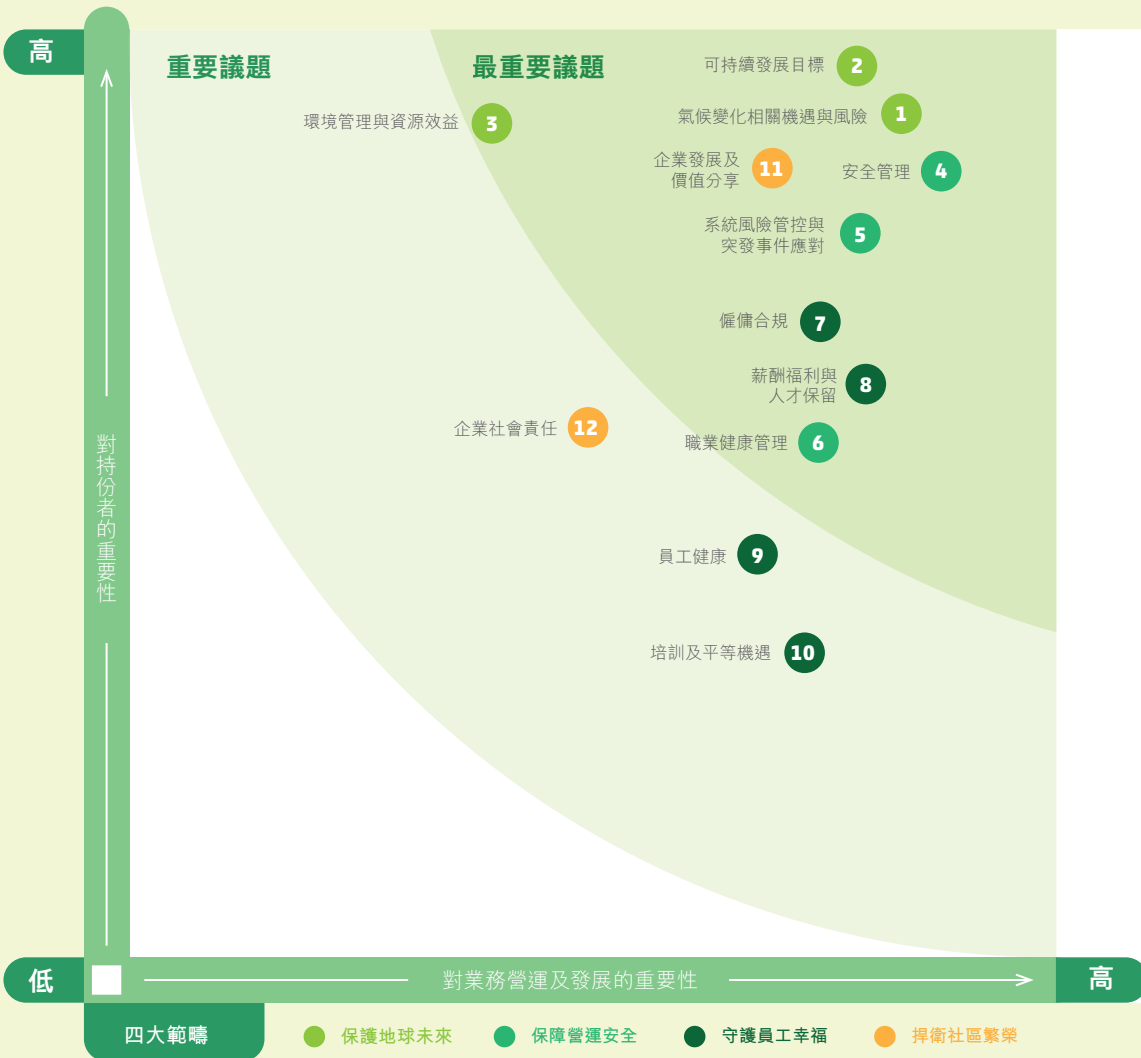 高
重要議題
最重要議題
可持續發展目標 2
氣候變化相關機遇與風險 1
環境管理與資源效益 3
企業發展及
價值分享 11
安全管理 4
系統風險管控與
突發事件應對 5
僱傭合規 7
薪酬福利與
人才保留 8
企業社會責任 12
職業健康管理 6
員工健康 9
培訓及平等機遇 10
對持份者的重要性
低
對業務營運及發展的重要性
高
四大範疇
保護地球未來
保障營運安全
守護員工幸福
捍衛社區繁榮